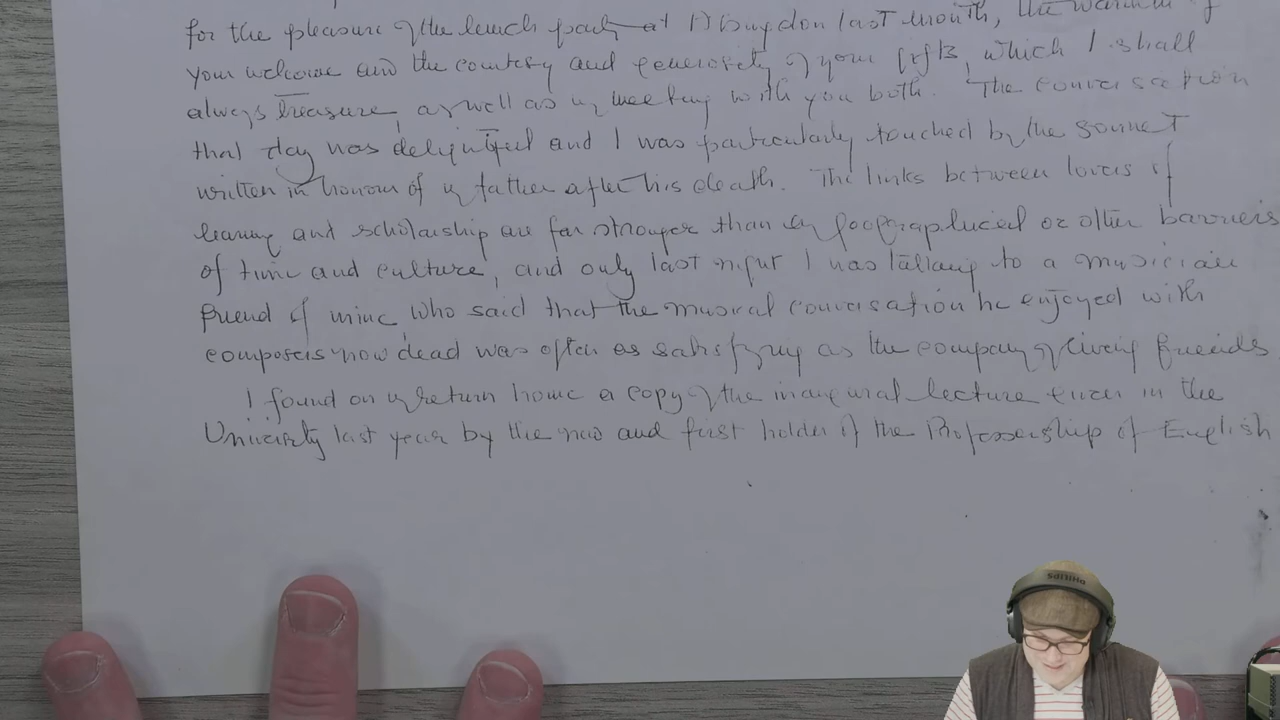 for the pleasure of the lunch party at Abingdon last month, the warmth of
your welcome and the courtesy and generosity of your gifts, which I shall
always treasure, as well as my meeting with you both. The conversation
that day was delightful and I was particularly touched by the sonnet
written in honour of my father after his death. The links between lovers of
learning and scholarship are far stronger than any geographical or other barriers
of time and culture, and only last night I was talking to a musician
friend of mine who said that the musical conversation he enjoyed with
composers now dead was often as satisfying as the company of living friends
I found on my return home a copy of the inaugural lecture given in the
University last year by the new and first holder of the Professorship of English
PHILIPS